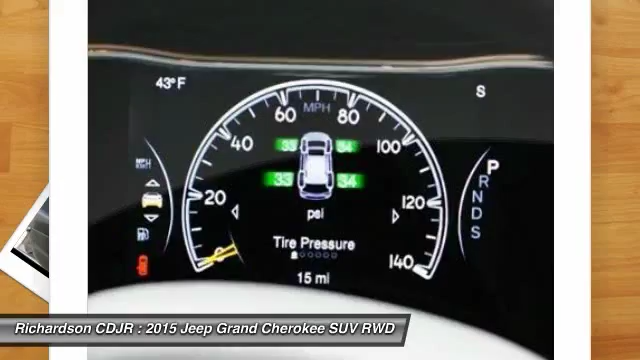 43°F
S
MPH
60
80
40
100
33
34
33
34
20
120
psi
0
140
Tire Pressure
15 mi
P
R
N
D
S
Richardson CDJR : 2015 Jeep Grand Cherokee SUV RWD